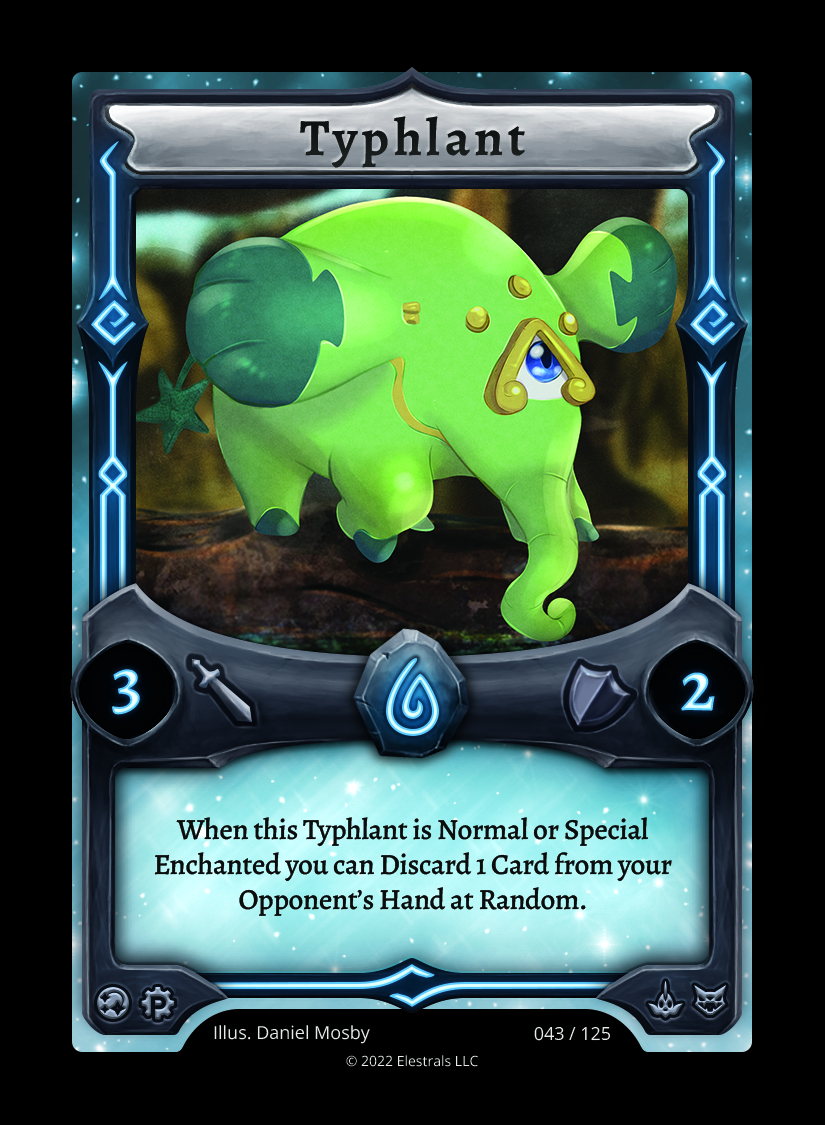 Typhlant
3
2
When this Typhlant is Normal or Special
Enchanted you can Discard 1 Card from your
Opponent's Hand at Random.
P
Illus. Daniel Mosby
043 / 125
© 2022 Elestrals LLC